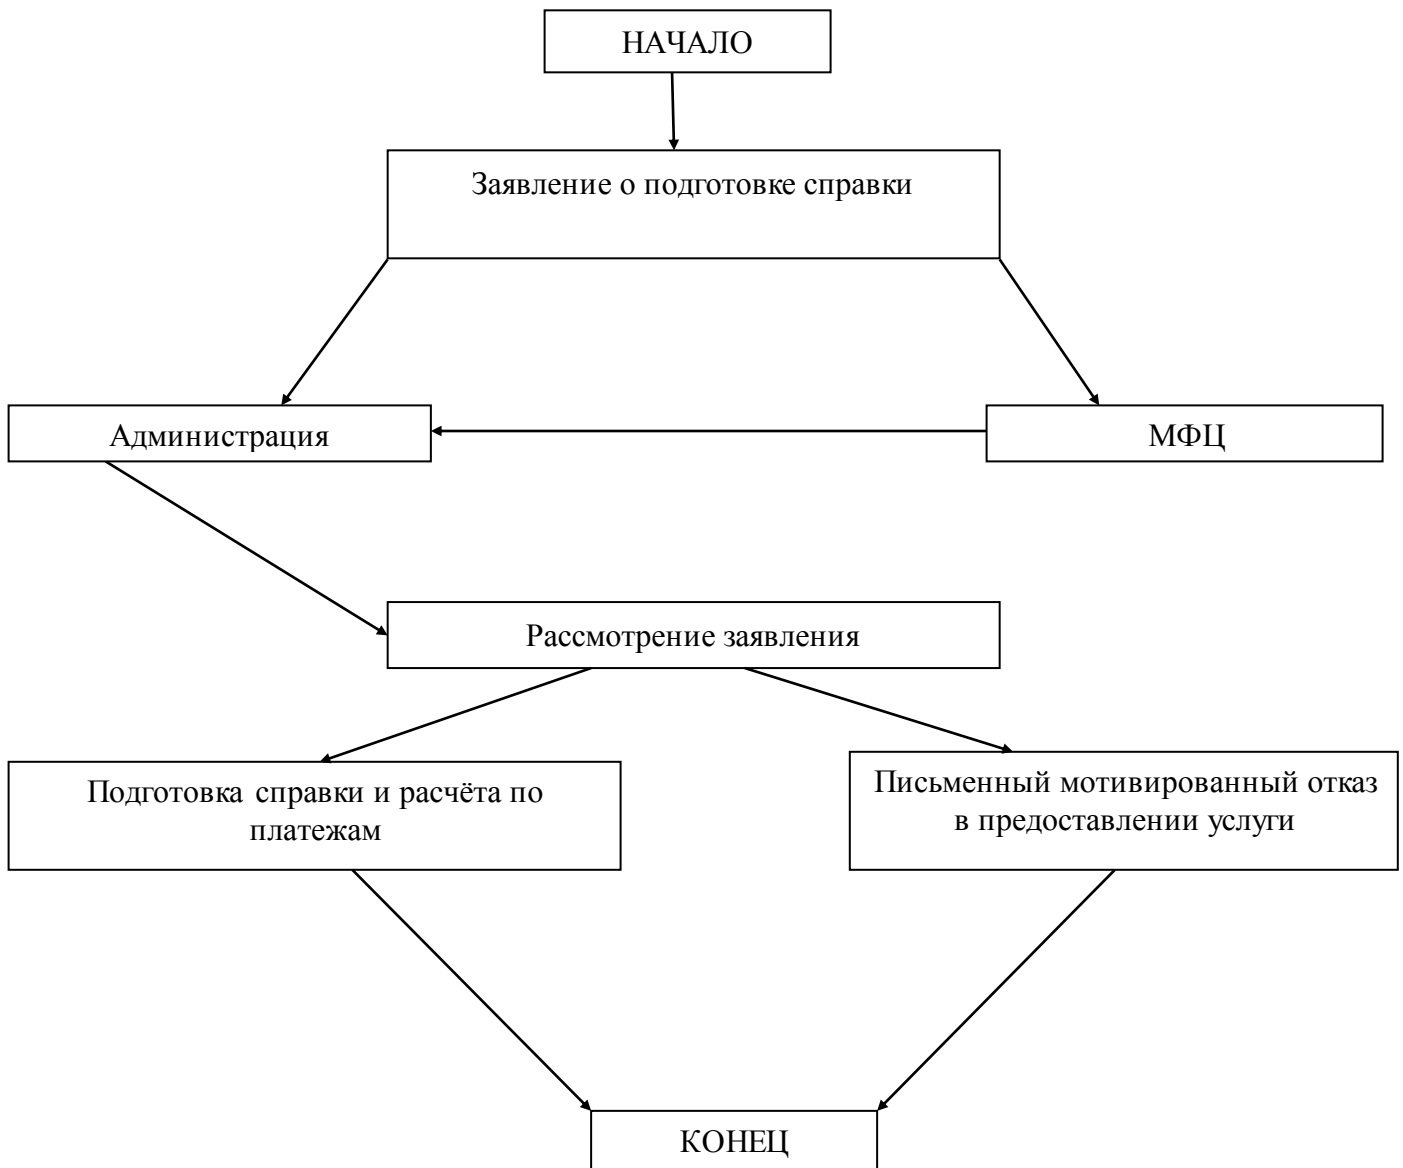 НАЧАЛО
Заявление о подготовке справки
Администрация
МФЦ
Рассмотрение заявления
Подготовка справки и расчёта по
платежам
Письменный мотивированный отказ
в предоставлении услуги
КОНЕЦ